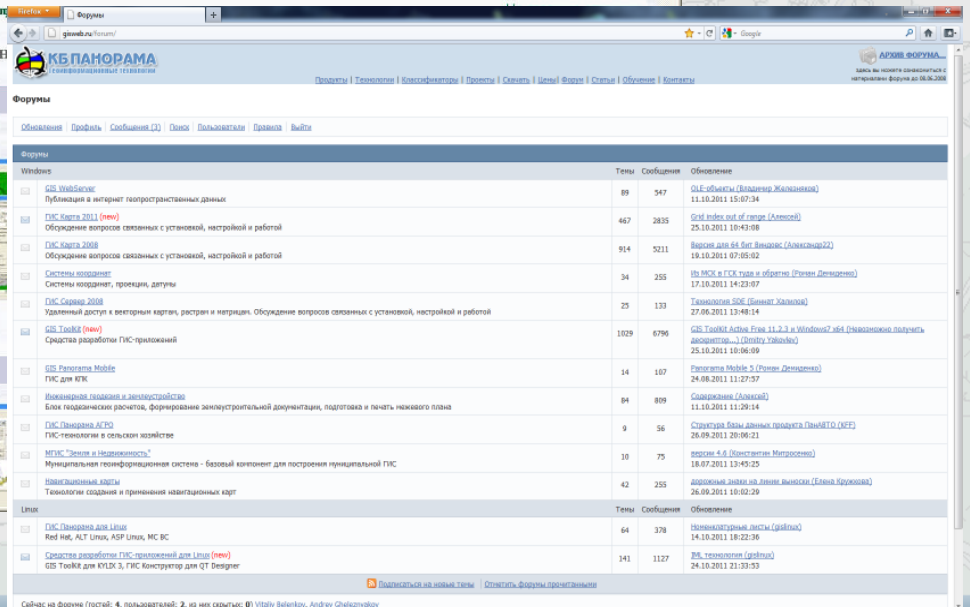 Firefox
Форумы
gisweb.ru/forum/
Google
КБ ПАНОРАМА
ГЕОИНФОРМАЦИОННЫЕ ТЕХНОЛОГИИ
АРХИВ ФОРУМА...
здесь вы можете ознакомиться с
материалами форума до 08.06.2008
Продукты | Технологии | Классификаторы | Проекты | Скачать | Цены | Форум | Статьи | Обучение | Контакты
Форумы
Обновления | Профиль | Сообщения (3) | Поиск | Пользователи | Правила | Выйти
Форумы
Windows Темы Сообщения Обновление
GIS WebServer 89 547 OLE-объекты (Владимир Железняков)
Публикация в интернет геопространственных данных 11.10.2011 15:07:34
ГИС Карта 2011 (new) 467 2835 Grid index out of range (Алексей)
Обсуждение вопросов связанных с установкой, настройкой и работой 25.10.2011 10:43:08
ГИС Карта 2008 914 5211 Версия для 64 бит Виндовс (Александр22)
Обсуждение вопросов связанных с установкой, настройкой и работой 19.10.2011 07:05:02
Системы координат 34 255 Из МСК в ГСК туда и обратно (Роман Демиденко)
Системы координат, проекции, датумы 17.10.2011 14:23:07
ГИС Сервер 2008 25 133 Технология SDE (Биннат Халилов)
Удаленный доступ к векторным картам, растрам и матрицам. Обсуждение вопросов связанных с установкой, настройкой и работой 27.06.2011 13:48:14
GIS ToolKit (new) 1029 6796 GIS ToolKit Active Free 11.2.3 и Windows7 x64 (Невозможно получить
Средства разработки ГИС-приложений дескриптор...) (Dmitry Yakovlev)
25.10.2011 10:06:09
GIS Panorama Mobile 14 107 Panorama Mobile 5 (Роман Демиденко)
ГИС для КПК 24.08.2011 11:27:57
Инженерная геодезия и землеустройство 84 809 Содержание (Алексей)
Блок геодезических расчетов, формирование землеустроительной документации, подготовка и печать межевого плана 11.10.2011 11:29:14
ГИС Панорама АГРО 9 56 Структура базы данных продукта ПанАВТО (KFF)
ГИС-технологии в сельском хозяйстве 26.09.2011 20:06:21
МГИС "Земля и Недвижимость" 10 75 версии 4.6 (Константин Митросенко)
Муниципальная геоинформационная система - базовый компонент для построения муниципальной ГИС 18.07.2011 13:45:25
Навигационные карты 42 255 дорожные знаки на линии выноски (Елена Кружкова)
Технологии создания и применения навигационных карт 26.09.2011 10:02:29
Linux Темы Сообщения Обновление
ГИС Панорама для Linux 64 378 Номенклатурные листы (gislinux)
Red Hat, ALT Linux, ASP Linux, МС ВС 14.10.2011 18:22:36
Средства разработки ГИС-приложений для Linux (new) 141 1127 IML технология (gislinux)
GIS ToolKit для KYLIX 3, ГИС Конструктор для QT Designer 24.10.2011 21:33:53
Подписаться на новые темы | Отметить форумы прочитанными
Сейчас на форуме (гостей: 4, пользователей: 2, из них скрытых: 0) Vitaliy Belenkov, Andrey Gheleznyakov